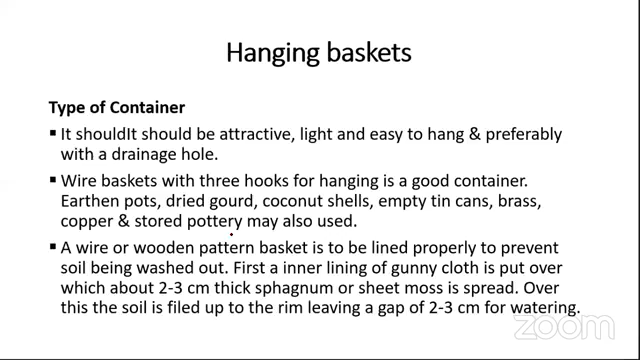 Hanging baskets
Type of Container
▪ It shouldIt should be attractive, light and easy to hang & preferably
with a drainage hole.
▪ Wire baskets with three hooks for hanging is a good container.
Earthen pots, dried gourd, coconut shells, empty tin cans, brass,
copper & stored pottery may also used.
▪ A wire or wooden pattern basket is to be lined properly to prevent
soil being washed out. First a inner lining of gunny cloth is put over
which about 2-3 cm thick sphagnum or sheet moss is spread. Over
this the soil is filed up to the rim leaving a gap of 2-3 cm for watering.
zoom